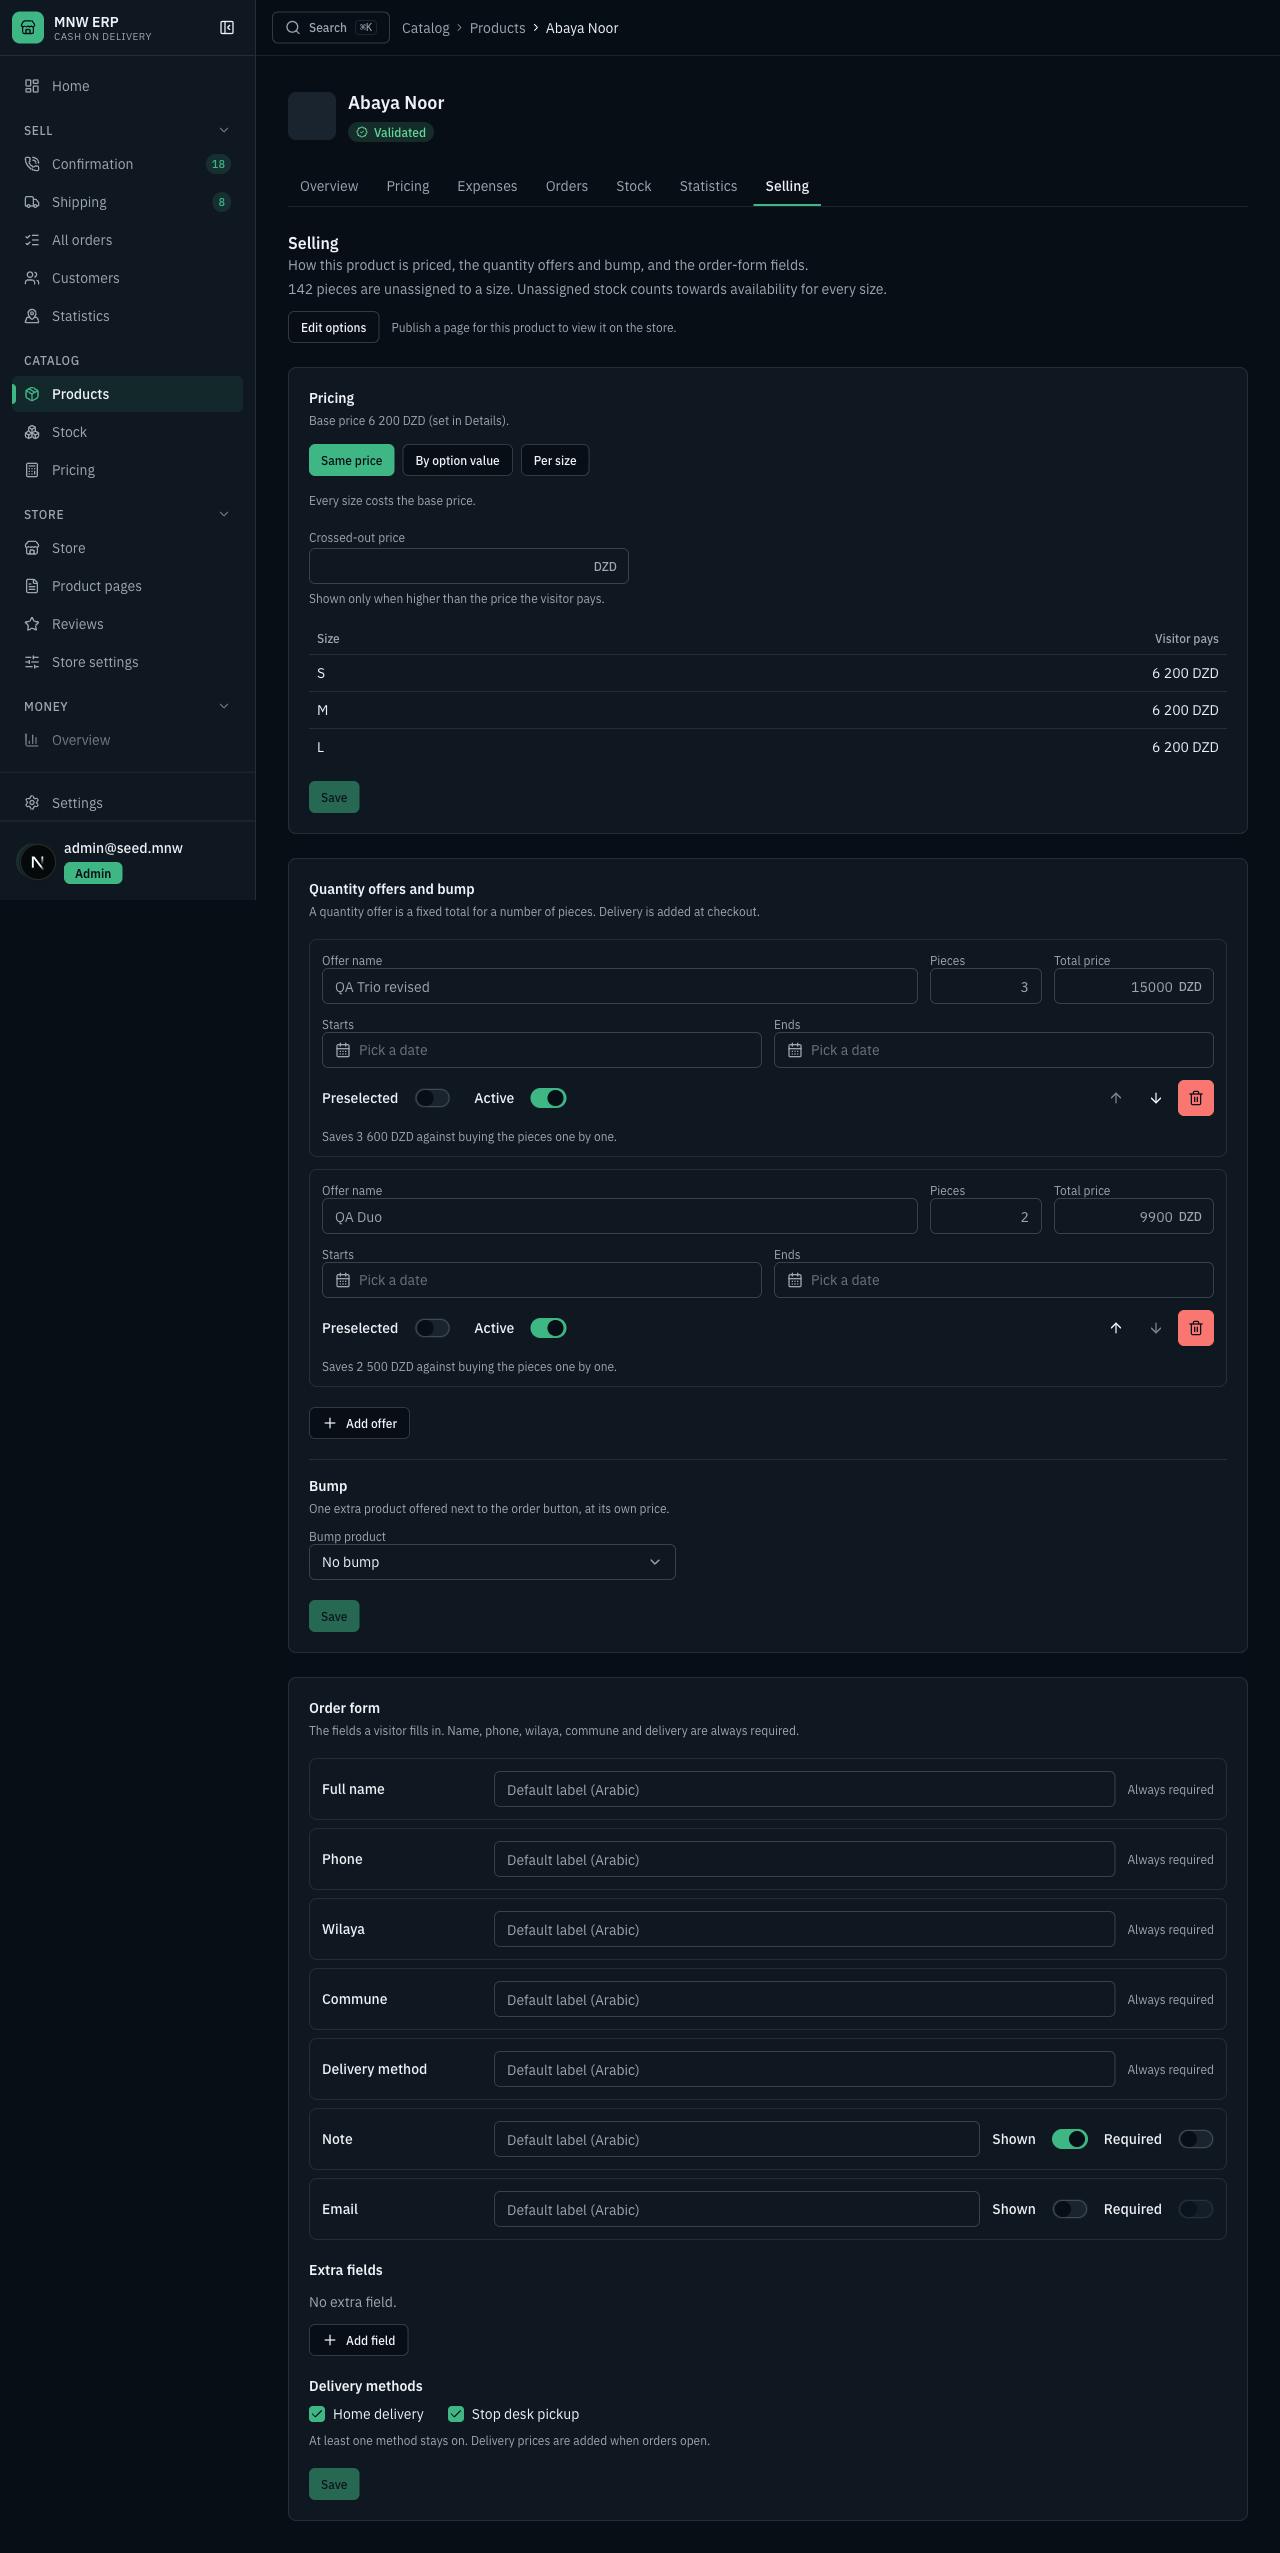 MNW ERP
CASH ON DELIVERY
Search ⌘K
Catalog > Products > Abaya Noor
Home
SELL
Confirmation 18
Shipping 8
All orders
Customers
Statistics
CATALOG
Products
Stock
Pricing
STORE
Store
Product pages
Reviews
Store settings
MONEY
Overview
Settings
N
admin@seed.mnw
Admin
Abaya Noor
Validated
Overview Pricing Expenses Orders Stock Statistics Selling
Selling
How this product is priced, the quantity offers and bump, and the order-form fields.
142 pieces are unassigned to a size. Unassigned stock counts towards availability for every size.
Edit options Publish a page for this product to view it on the store.
Pricing
Base price 6 200 DZD (set in Details).
Same price By option value Per size
Every size costs the base price.
Crossed-out price
DZD
Shown only when higher than the price the visitor pays.
Size Visitor pays
S 6 200 DZD
M 6 200 DZD
L 6 200 DZD
Save
Quantity offers and bump
A quantity offer is a fixed total for a number of pieces. Delivery is added at checkout.
Offer name Pieces Total price
QA Trio revised 3 15000 DZD
Starts Ends
Pick a date Pick a date
Preselected Active
Saves 3 600 DZD against buying the pieces one by one.
Offer name Pieces Total price
QA Duo 2 9900 DZD
Starts Ends
Pick a date Pick a date
Preselected Active
Saves 2 500 DZD against buying the pieces one by one.
Add offer
Bump
One extra product offered next to the order button, at its own price.
Bump product
No bump
Save
Order form
The fields a visitor fills in. Name, phone, wilaya, commune and delivery are always required.
Full name Default label (Arabic) Always required
Phone Default label (Arabic) Always required
Wilaya Default label (Arabic) Always required
Commune Default label (Arabic) Always required
Delivery method Default label (Arabic) Always required
Note Default label (Arabic) Shown Required
Email Default label (Arabic) Shown Required
Extra fields
No extra field.
Add field
Delivery methods
Home delivery Stop desk pickup
At least one method stays on. Delivery prices are added when orders open.
Save